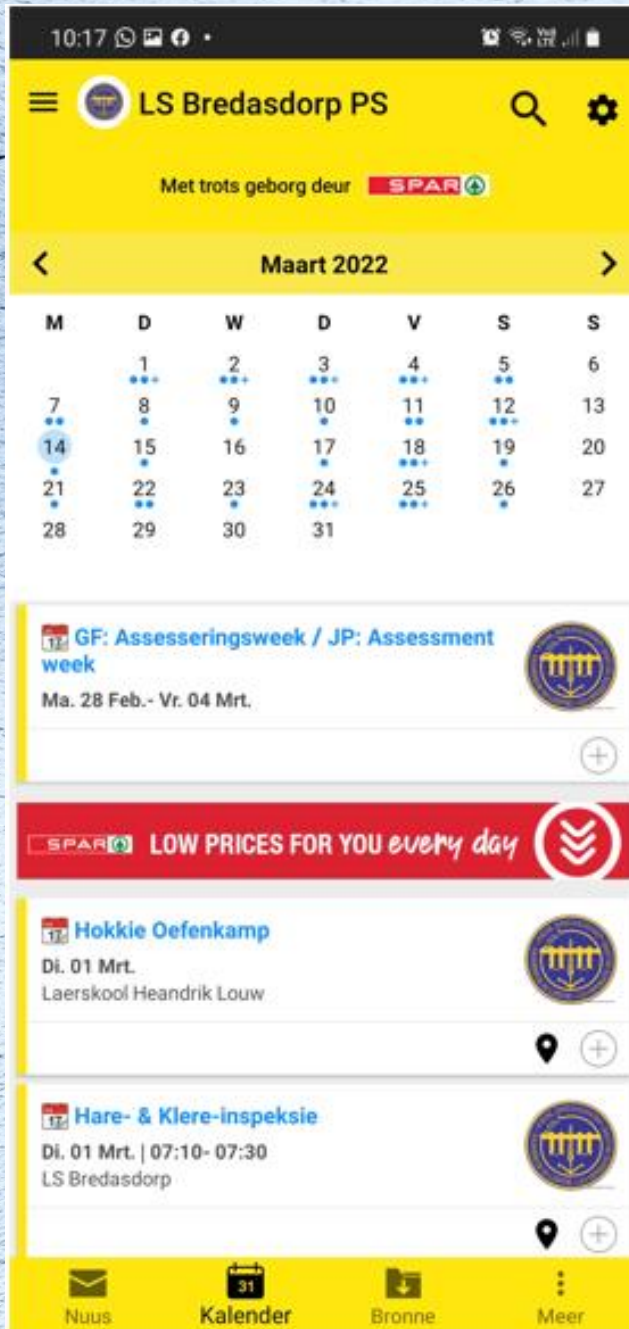 10:17
LS Bredasdorp PS
Met trots geborg deur SPAR
Maart 2022
M D W D V S S
1 2 3 4 5 6
7 8 9 10 11 12 13
14 15 16 17 18 19 20
21 22 23 24 25 26 27
28 29 30 31
GF: Assesseringsweek / JP: Assessment
week
Ma. 28 Feb.- Vr. 04 Mrt.
SPAR LOW PRICES FOR YOU every day
Hokkie Oefenkamp
Di. 01 Mrt.
Laerskool Heandrik Louw
Hare- & Klere-inspeksie
Di. 01 Mrt. | 07:10- 07:30
LS Bredasdorp
31
Nuus Kalender Bronne Meer